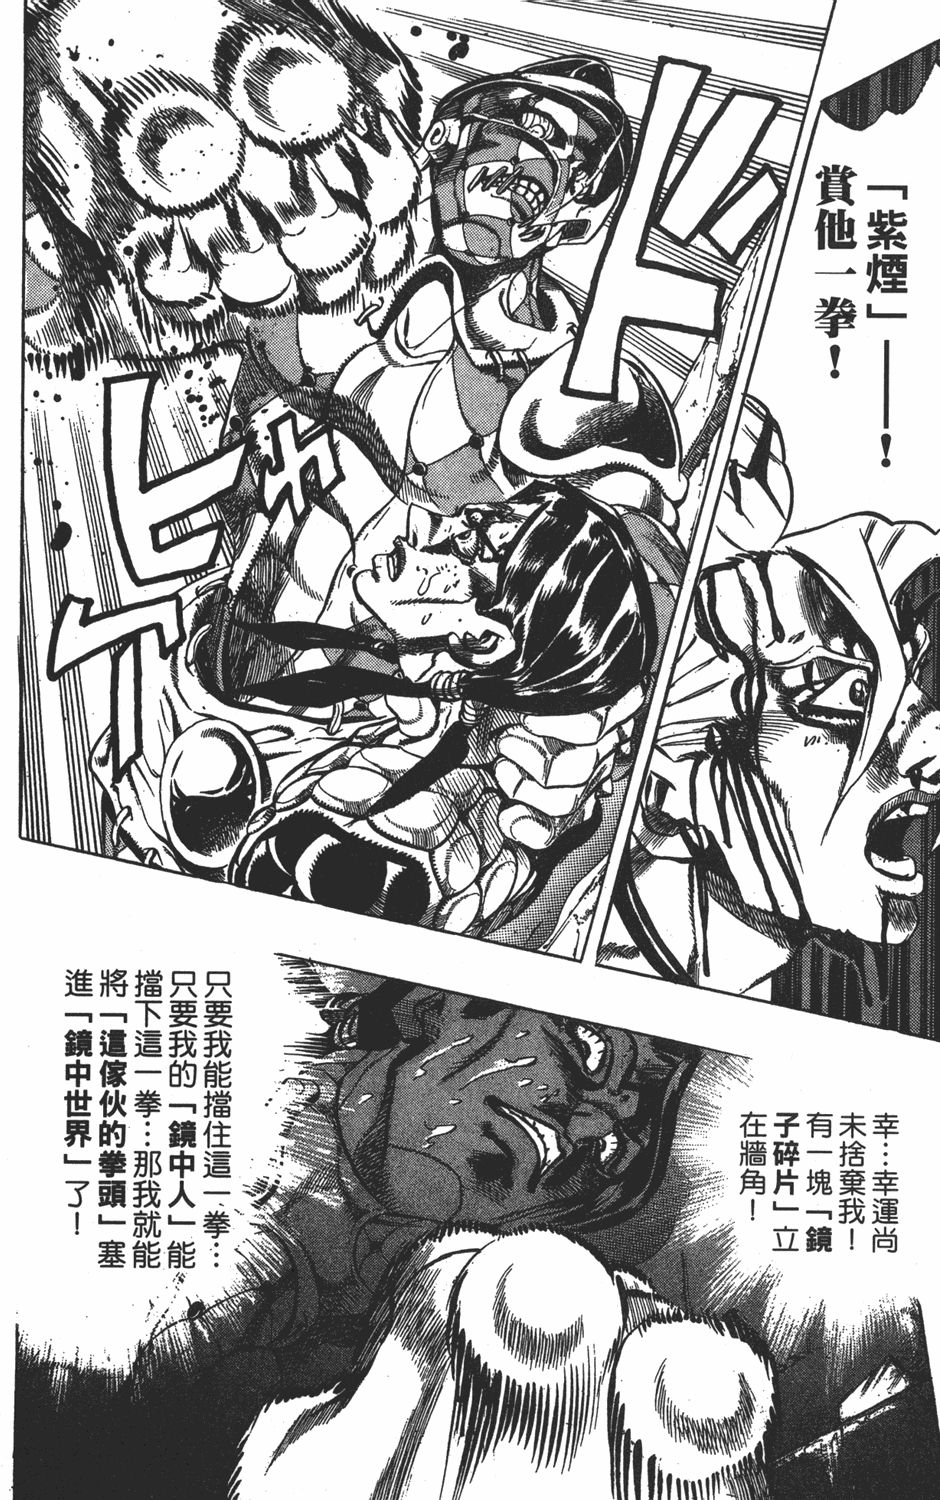 「紫煙」——！
賞他一拳！
ドド
ドヒャ
幸…幸運尚
未捨棄我！
有一塊「鏡
子碎片」立
在牆角！
只要我能擋住這一拳…
只要我的「鏡中人」能
擋下這一拳…那我就能
將「這傢伙的拳頭」塞
進「鏡中世界」了！